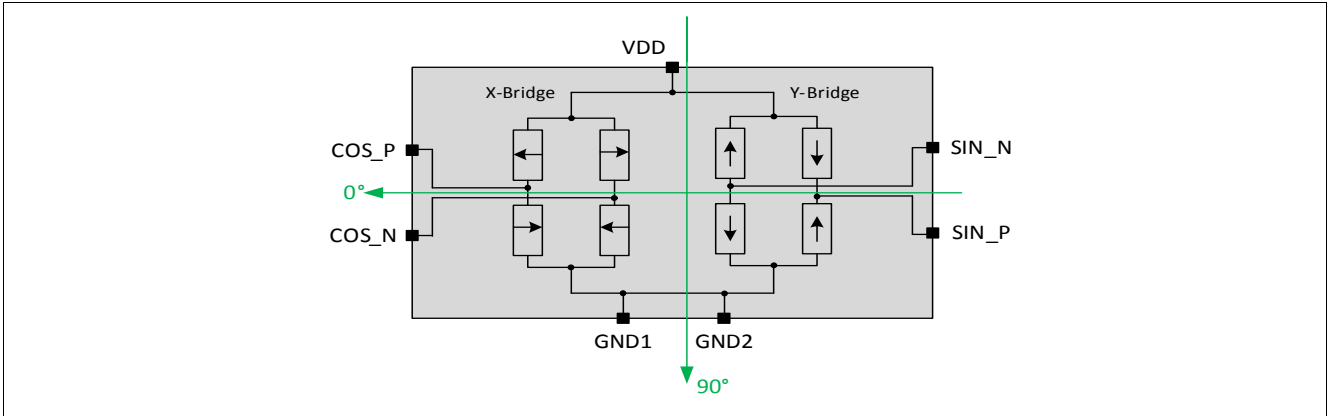 VDD
X-Bridge
Y-Bridge
COS_P
SIN_N
0°
COS_N
SIN_P
GND1
GND2
90°